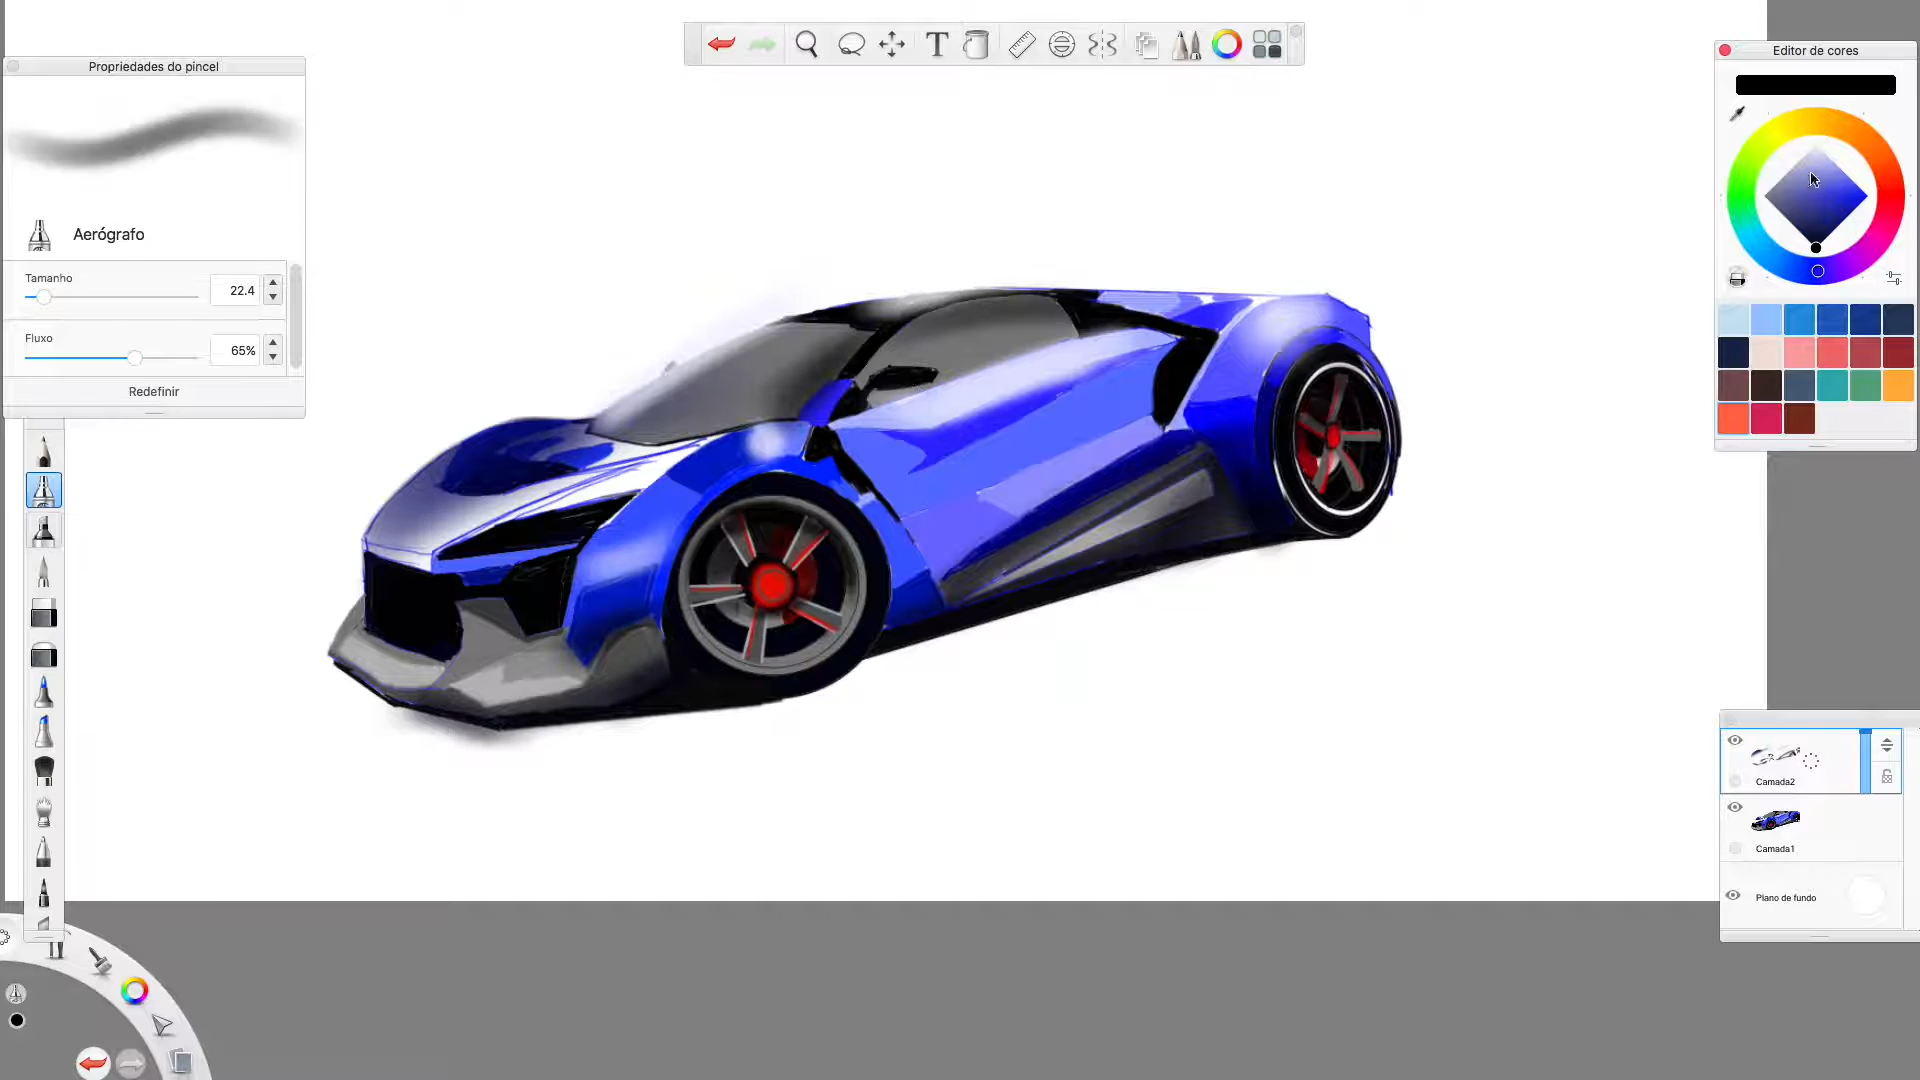 Propriedades do pincel
Aerógrafo
Tamanho
22.4
Fluxo
65%
Redefinir
T
Editor de cores
Camada2
Camada1
Plano de fundo